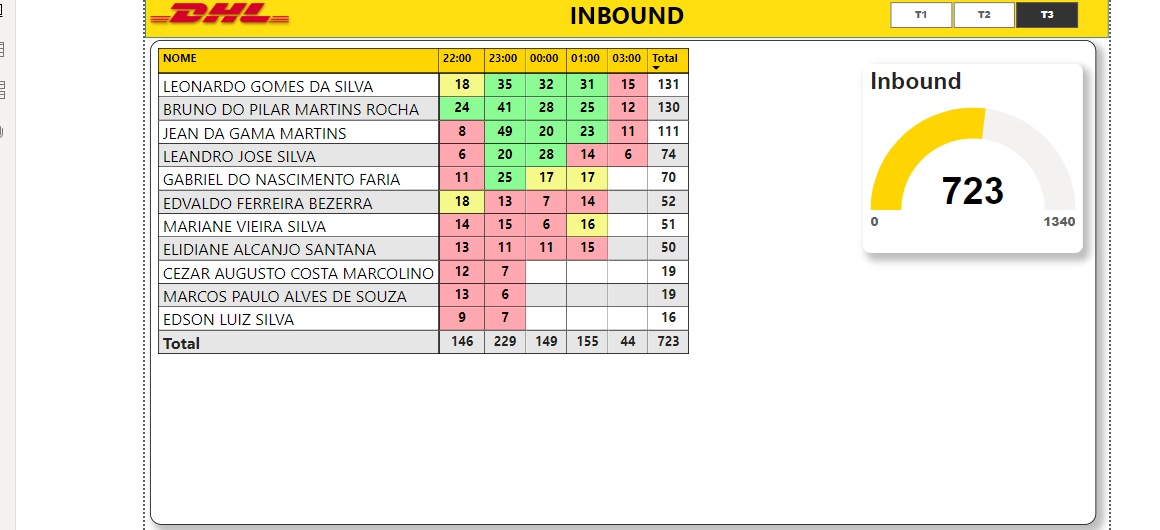 DHL INBOUND T1 T2 T3
NOME 22:00 23:00 00:00 01:00 03:00 Total
LEONARDO GOMES DA SILVA 18 35 32 31 15 131
BRUNO DO PILAR MARTINS ROCHA 24 41 28 25 12 130
JEAN DA GAMA MARTINS 8 49 20 23 11 111
LEANDRO JOSE SILVA 6 20 28 14 6 74
GABRIEL DO NASCIMENTO FARIA 11 25 17 17 70
EDVALDO FERREIRA BEZERRA 18 13 7 14 52
MARIANE VIEIRA SILVA 14 15 6 16 51
ELIDIANE ALCANJO SANTANA 13 11 11 15 50
CEZAR AUGUSTO COSTA MARCOLINO 12 7 19
MARCOS PAULO ALVES DE SOUZA 13 6 19
EDSON LUIZ SILVA 9 7 16
Total 146 229 149 155 44 723
Inbound
723
0 1340